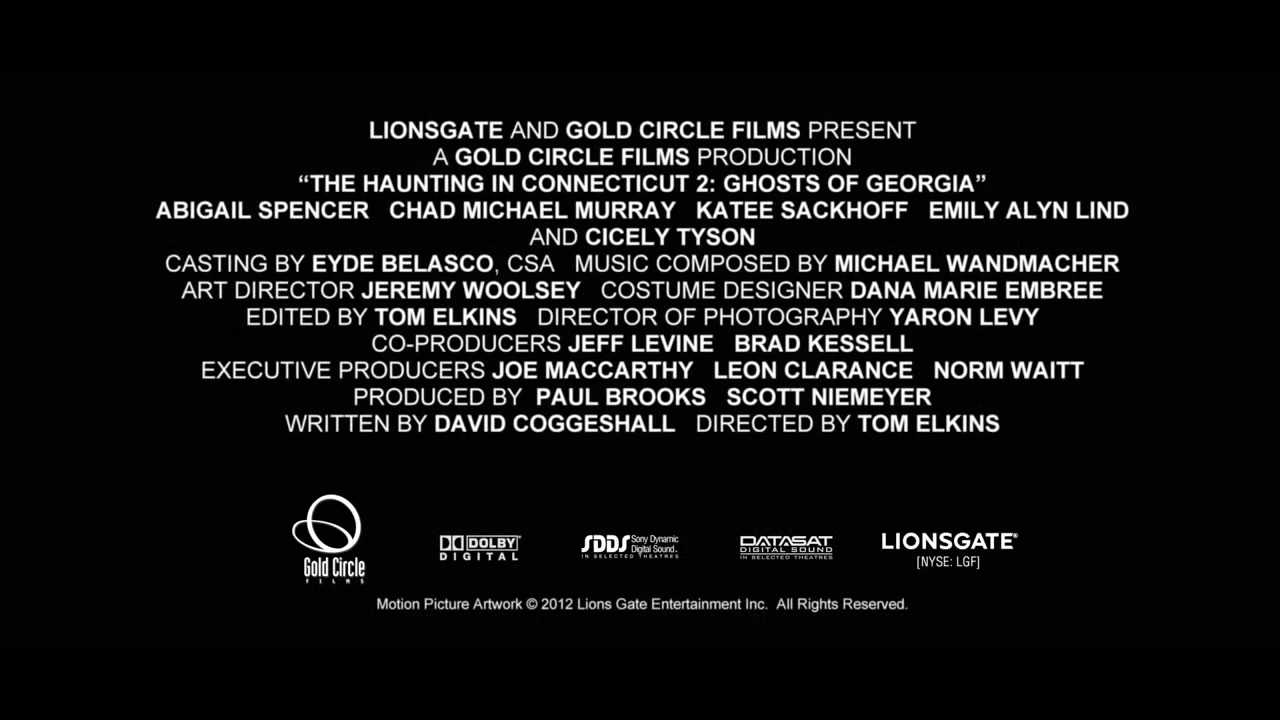 LIONSGATE AND GOLD CIRCLE FILMS PRESENT
A GOLD CIRCLE FILMS PRODUCTION
“THE HAUNTING IN CONNECTICUT 2: GHOSTS OF GEORGIA”
ABIGAIL SPENCER CHAD MICHAEL MURRAY KATEE SACKHOFF EMILY ALYN LIND
AND CICELY TYSON
CASTING BY EYDE BELASCO, CSA MUSIC COMPOSED BY MICHAEL WANDMACHER
ART DIRECTOR JEREMY WOOLSEY COSTUME DESIGNER DANA MARIE EMBREE
EDITED BY TOM ELKINS DIRECTOR OF PHOTOGRAPHY YARON LEVY
CO-PRODUCERS JEFF LEVINE BRAD KESSELL
EXECUTIVE PRODUCERS JOE MACCARTHY LEON CLARANCE NORM WAITT
PRODUCED BY PAUL BROOKS SCOTT NIEMEYER
WRITTEN BY DAVID COGGESHALL DIRECTED BY TOM ELKINS
Gold Circle
FILMS
DOLBY
DIGITAL
SDDS Sony Dynamic
Digital Sound™
IN SELECTED THEATRES
DATASAT
DIGITAL SOUND
IN SELECTED THEATRES
LIONSGATE®
[NYSE: LGF]
Motion Picture Artwork © 2012 Lions Gate Entertainment Inc. All Rights Reserved.